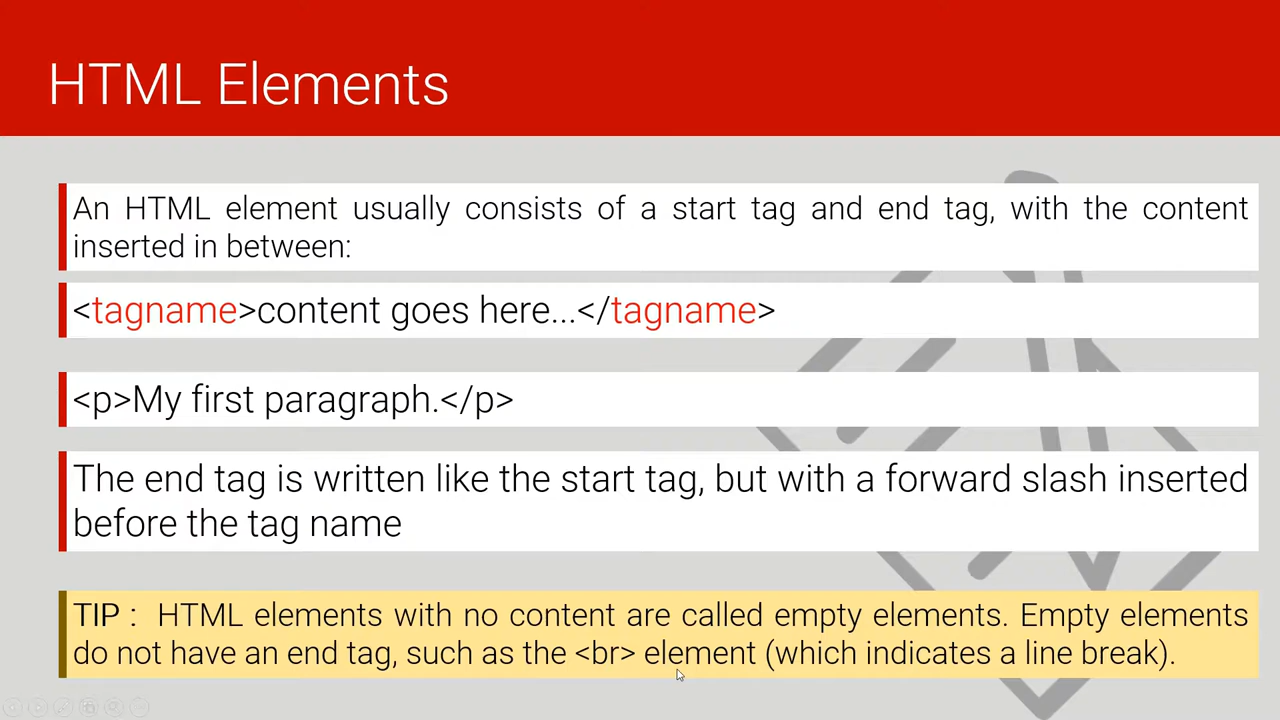 HTML Elements
An HTML element usually consists of a start tag and end tag, with the content
inserted in between:
<tagname>content goes here...</tagname>
<p>My first paragraph.</p>
The end tag is written like the start tag, but with a forward slash inserted
before the tag name
TIP : HTML elements with no content are called empty elements. Empty elements
do not have an end tag, such as the <br> element (which indicates a line break).